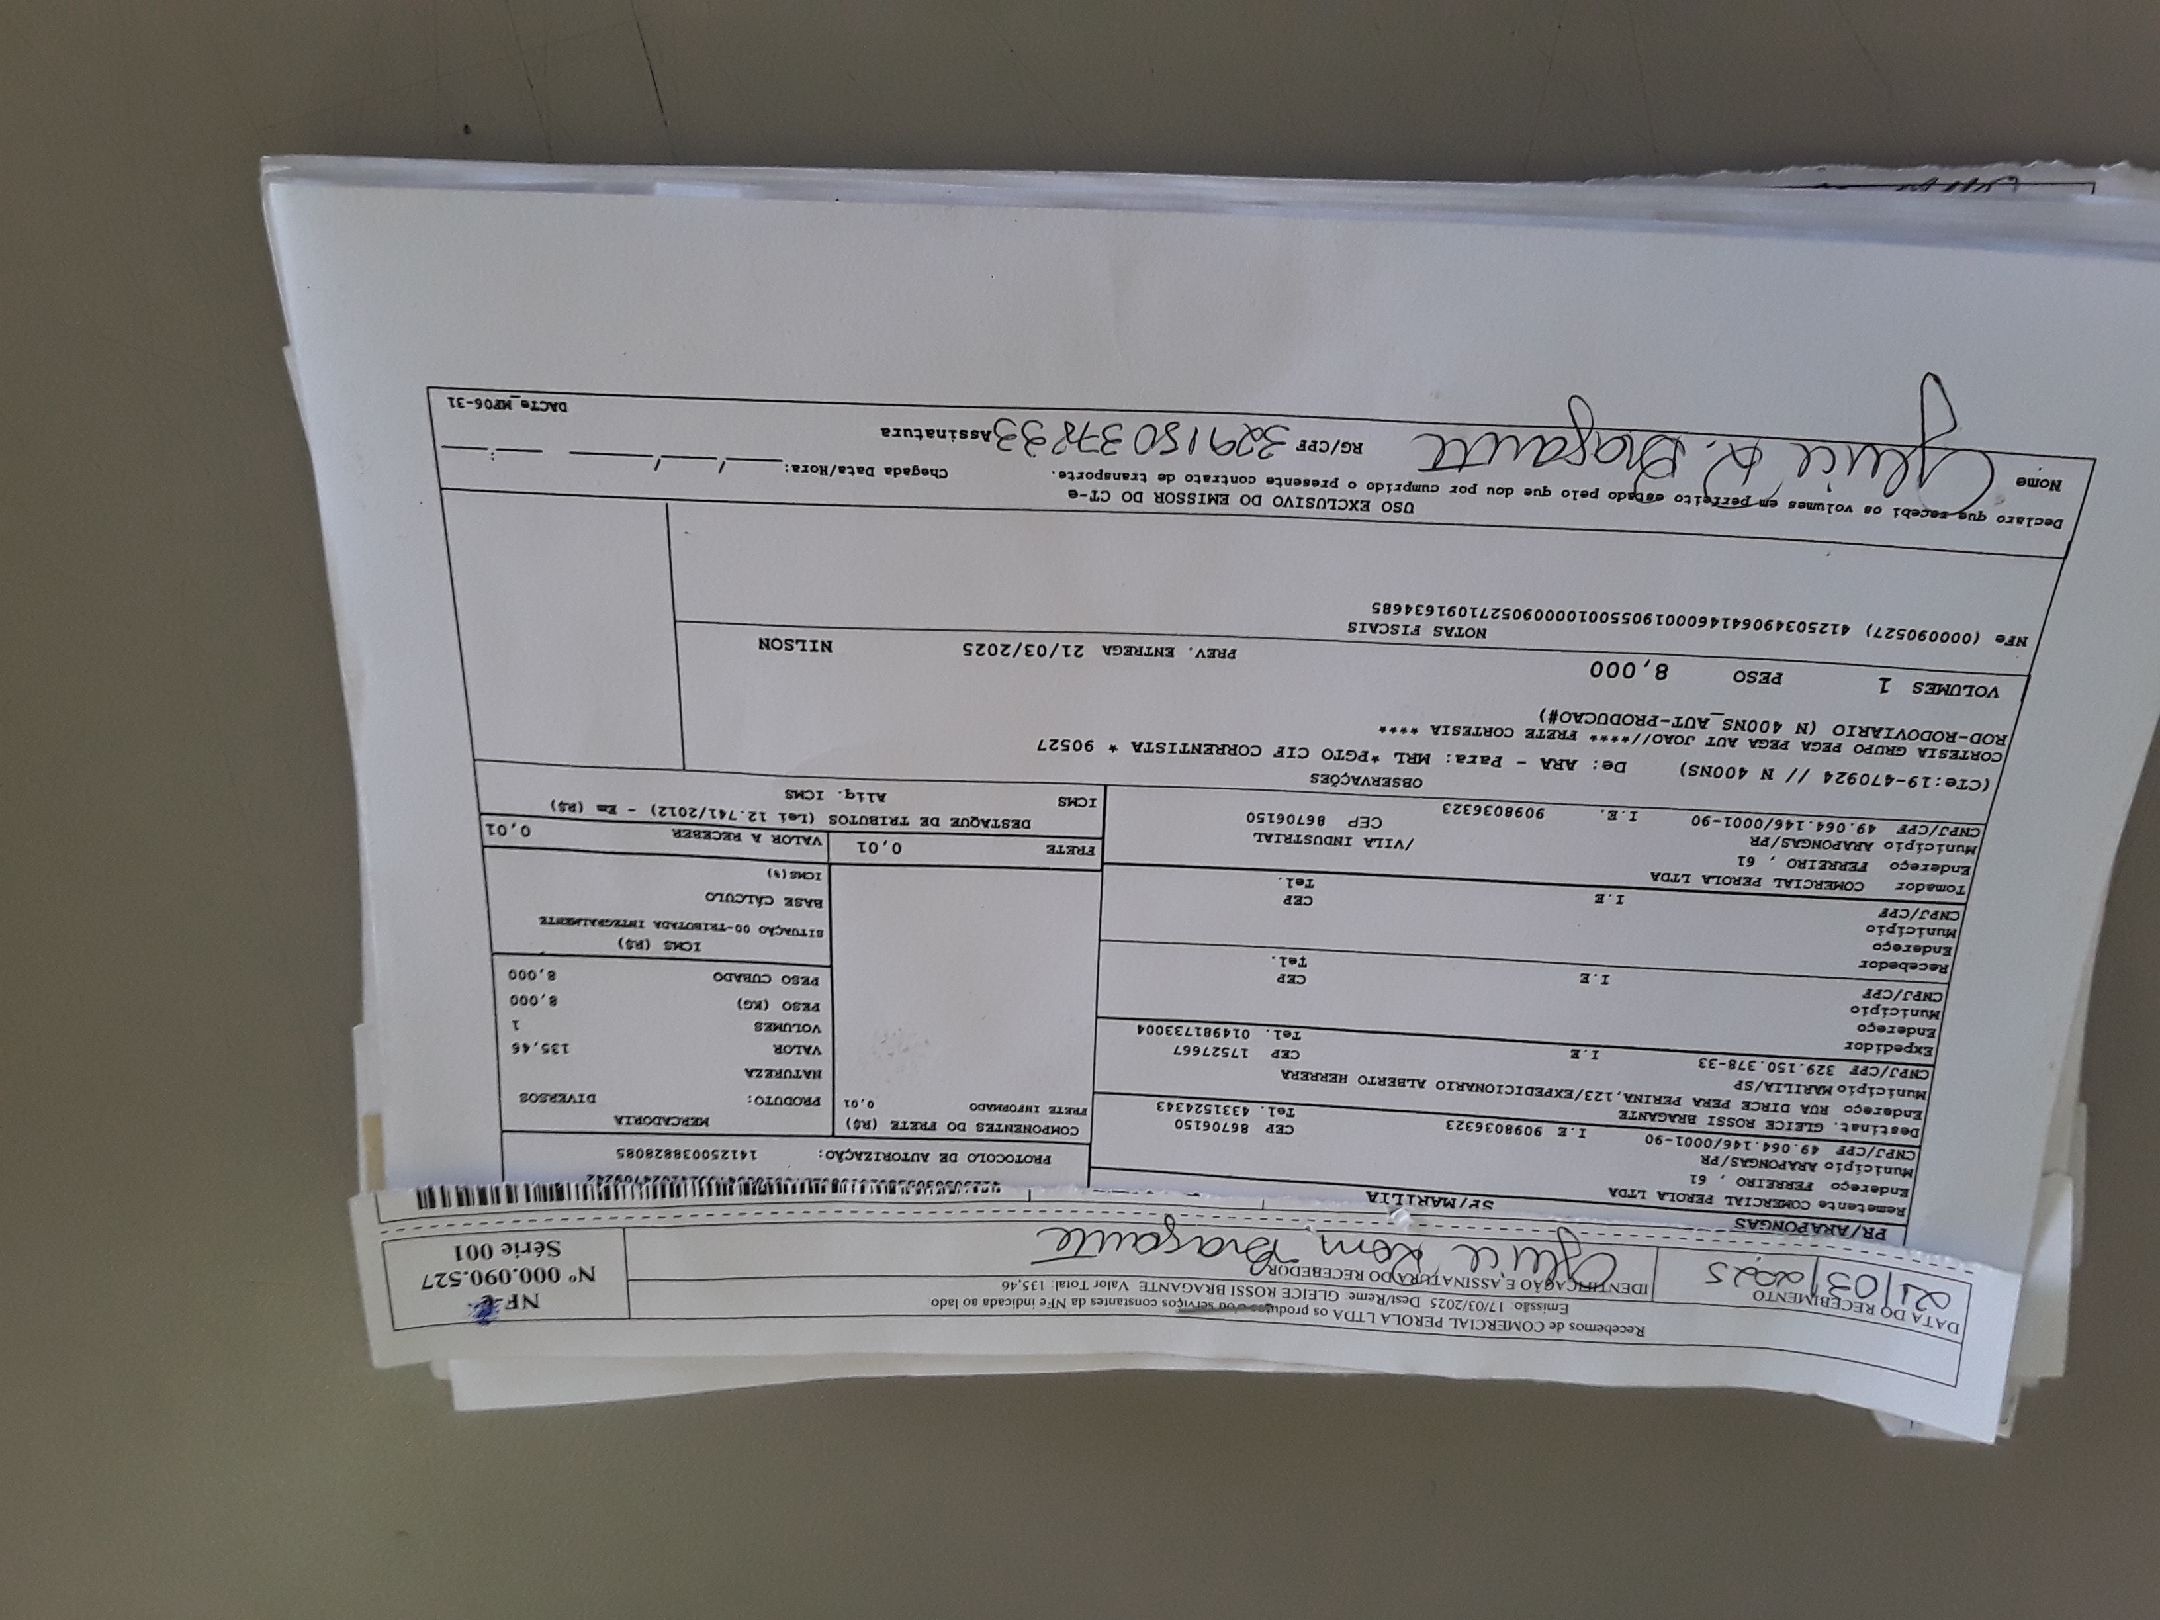 Recebemos de COMERCIAL PEROLA LTDA os produtos e/ou serviços constantes da NFe indicada ao lado
Emissão: 17/03/2025 Dest/Reme: GLEICE ROSSI BRAGANTE Valor Total: 135,46
DATA DO RECEBIMENTO
21/03/2025
IDENTIFICAÇÃO E ASSINATURA DO RECEBEDOR
Gleice Rossi Bragante
NF-e
Nº 000.090.527
Série 001
PR/ARAPONGAS
SP/MARILIA
Remetente COMERCIAL PEROLA LTDA
Endereço FERREIRO , 61
Município ARAPONGAS/PR CEP 86706150
CNPJ/CPF 49.064.146/0001-90 I.E 9098036323 Tel. 4331524343
Destinat. GLEICE ROSSI BRAGANTE
Endereço RUA DIRCE PERA PERINA,123/EXPEDICIONARIO ALBERTO HERRERA
Município MARILIA/SP CEP 17527667
CNPJ/CPF 329.150.378-33 I.E Tel. 014981733004
Expedidor
Endereço
Município CEP
CNPJ/CPF I.E Tel.
Recebedor
Endereço
Município CEP
CNPJ/CPF I.E Tel.
Tomador COMERCIAL PEROLA LTDA
Endereço FERREIRO , 61 /VILA INDUSTRIAL
Município ARAPONGAS/PR CEP 86706150
CNPJ/CPF 49.064.146/0001-90 I.E. 9098036323
PROTOCOLO DE AUTORIZAÇÃO: 141250038828085
COMPONENTES DO FRETE (R$)
FRETE INFORMADO 0,01
MERCADORIA
PRODUTO: DIVERSOS
NATUREZA
VALOR 135,46
VOLUMES 1
PESO (KG) 8,000
PESO CUBADO 8,000
ICMS (R$)
SITUAÇÃO 00-TRIBUTADA INTEGRALMENTE
BASE CÁLCULO
ICMS(%)
FRETE 0,01
VALOR A RECEBER 0,01
DESTAQUE DE TRIBUTOS (Lei 12.741/2012) - Em (R$)
ICMS Aliq. ICMS
OBSERVAÇÕES
(CTe:19-470924 // N 400NS) De: ARA - Para: MRL *PGTO CIF CORRENTISTA * 90527
CORTESIA GRUPO PEGA PEGA AUT JOAO//**** FRETE CORTESIA ****
ROD-RODOVIARIO (N 400NS_AUT-PRODUCAO#)
VOLUMES 1 PESO 8,000 PREV. ENTREGA 21/03/2025 NILSON
NOTAS FISCAIS
NFe (000090527) 41250349064146000190550010000905271091634685
USO EXCLUSIVO DO EMISSOR DO CT-e
Declaro que recebi os volumes em perfeito estado pelo que dou por cumprido o presente contrato de transporte. Chegada Data/Hora: ___/___/___ ___:___
Nome Gleice R. Bragante RG/CPF 32915037833 Assinatura
DACTe_MP06-31